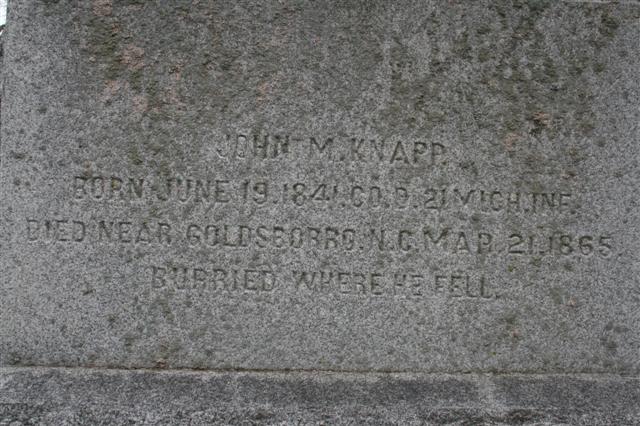 JOHN M. KNAPP.
BORN JUNE 19.1841. CO. D. 21 MICH. INF.
DIED NEAR GOLDSBORRO. N. C. MAR. 21. 1865
BURRIED WHERE HE FELL.